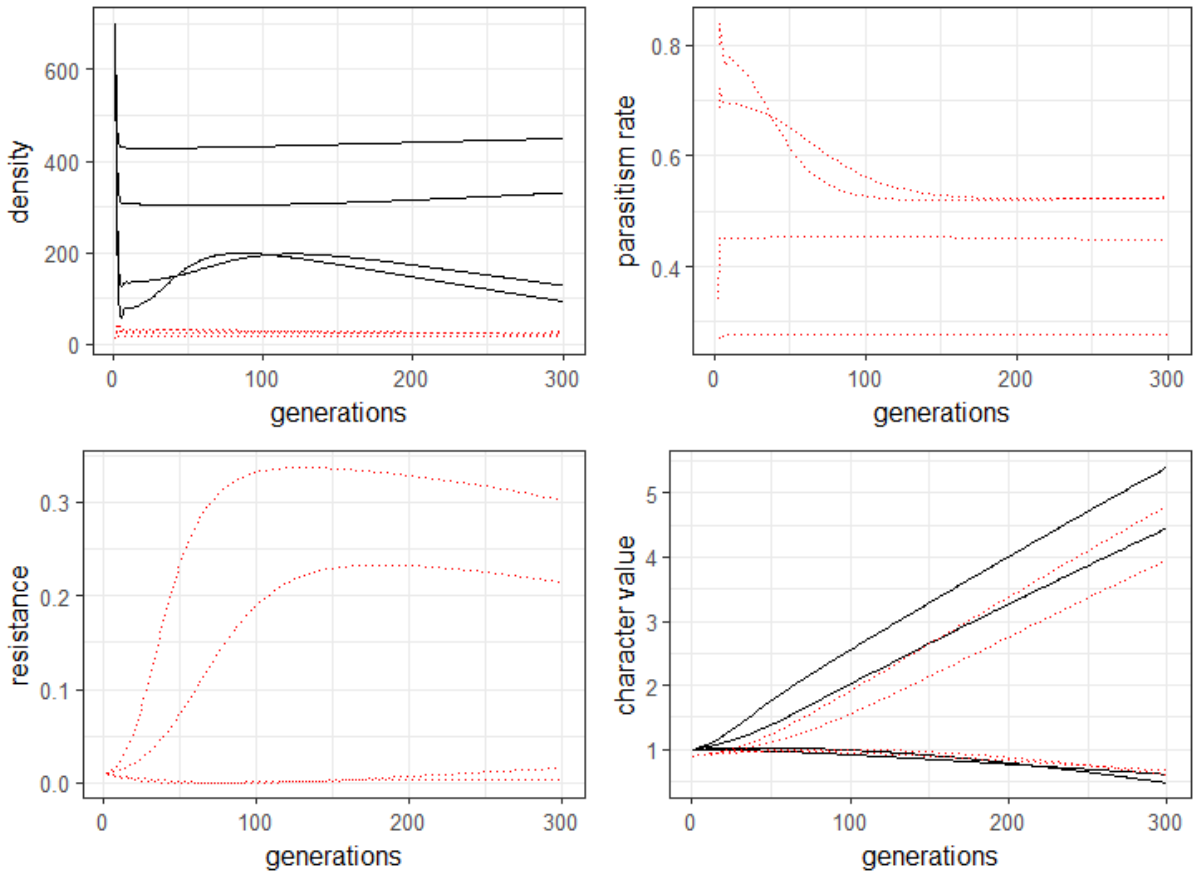 density
600
400
200
0
0 100 200 300
generations
parasitism rate
0.8
0.6
0.4
0 100 200 300
generations
resistance
0.3
0.2
0.1
0.0
0 100 200 300
generations
character value
5
4
3
2
1
0 100 200 300
generations